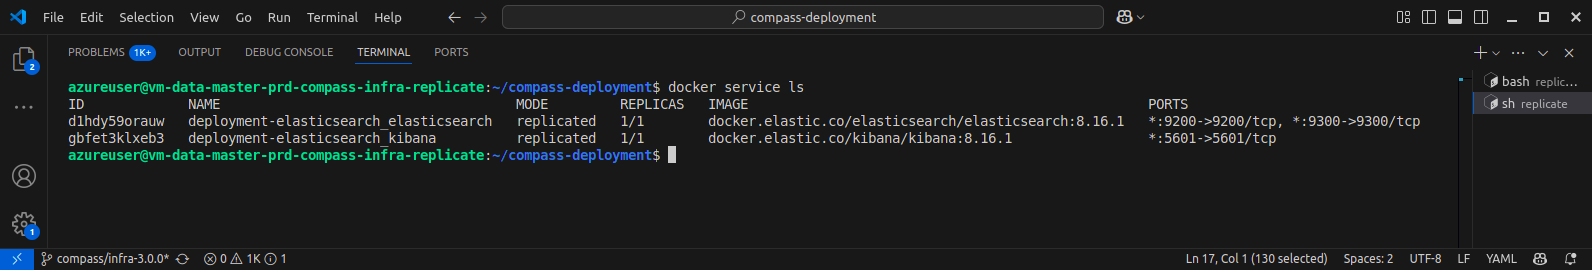 File Edit Selection View Go Run Terminal Help
compass-deployment
PROBLEMS 1K+ OUTPUT DEBUG CONSOLE TERMINAL PORTS
2
azureuser@vm-data-master-prd-compass-infra-replicate:~/compass-deployment$ docker service ls
ID NAME MODE REPLICAS IMAGE PORTS
d1hdy59orauw deployment-elasticsearch_elasticsearch replicated 1/1 docker.elastic.co/elasticsearch/elasticsearch:8.16.1 *:9200->9200/tcp, *:9300->9300/tcp
gbfet3klxeb3 deployment-elasticsearch_kibana replicated 1/1 docker.elastic.co/kibana/kibana:8.16.1 *:5601->5601/tcp
azureuser@vm-data-master-prd-compass-infra-replicate:~/compass-deployment$
bash replic...
sh replicate
1
compass/infra-3.0.0* 0 1K 1 Ln 17, Col 1 (130 selected) Spaces: 2 UTF-8 LF YAML